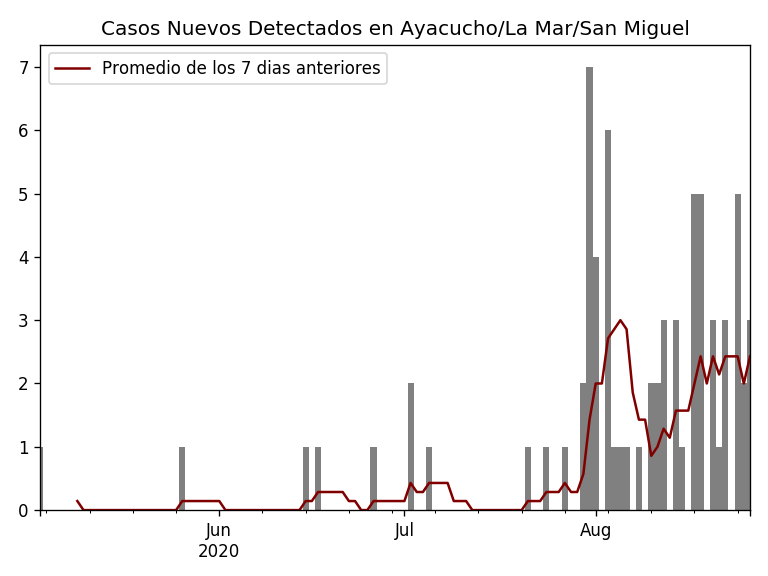 Casos Nuevos Detectados en Ayacucho/La Mar/San Miguel
Promedio de los 7 dias anteriores
7
6
5
4
3
2
1
0
Jun
2020
Jul
Aug